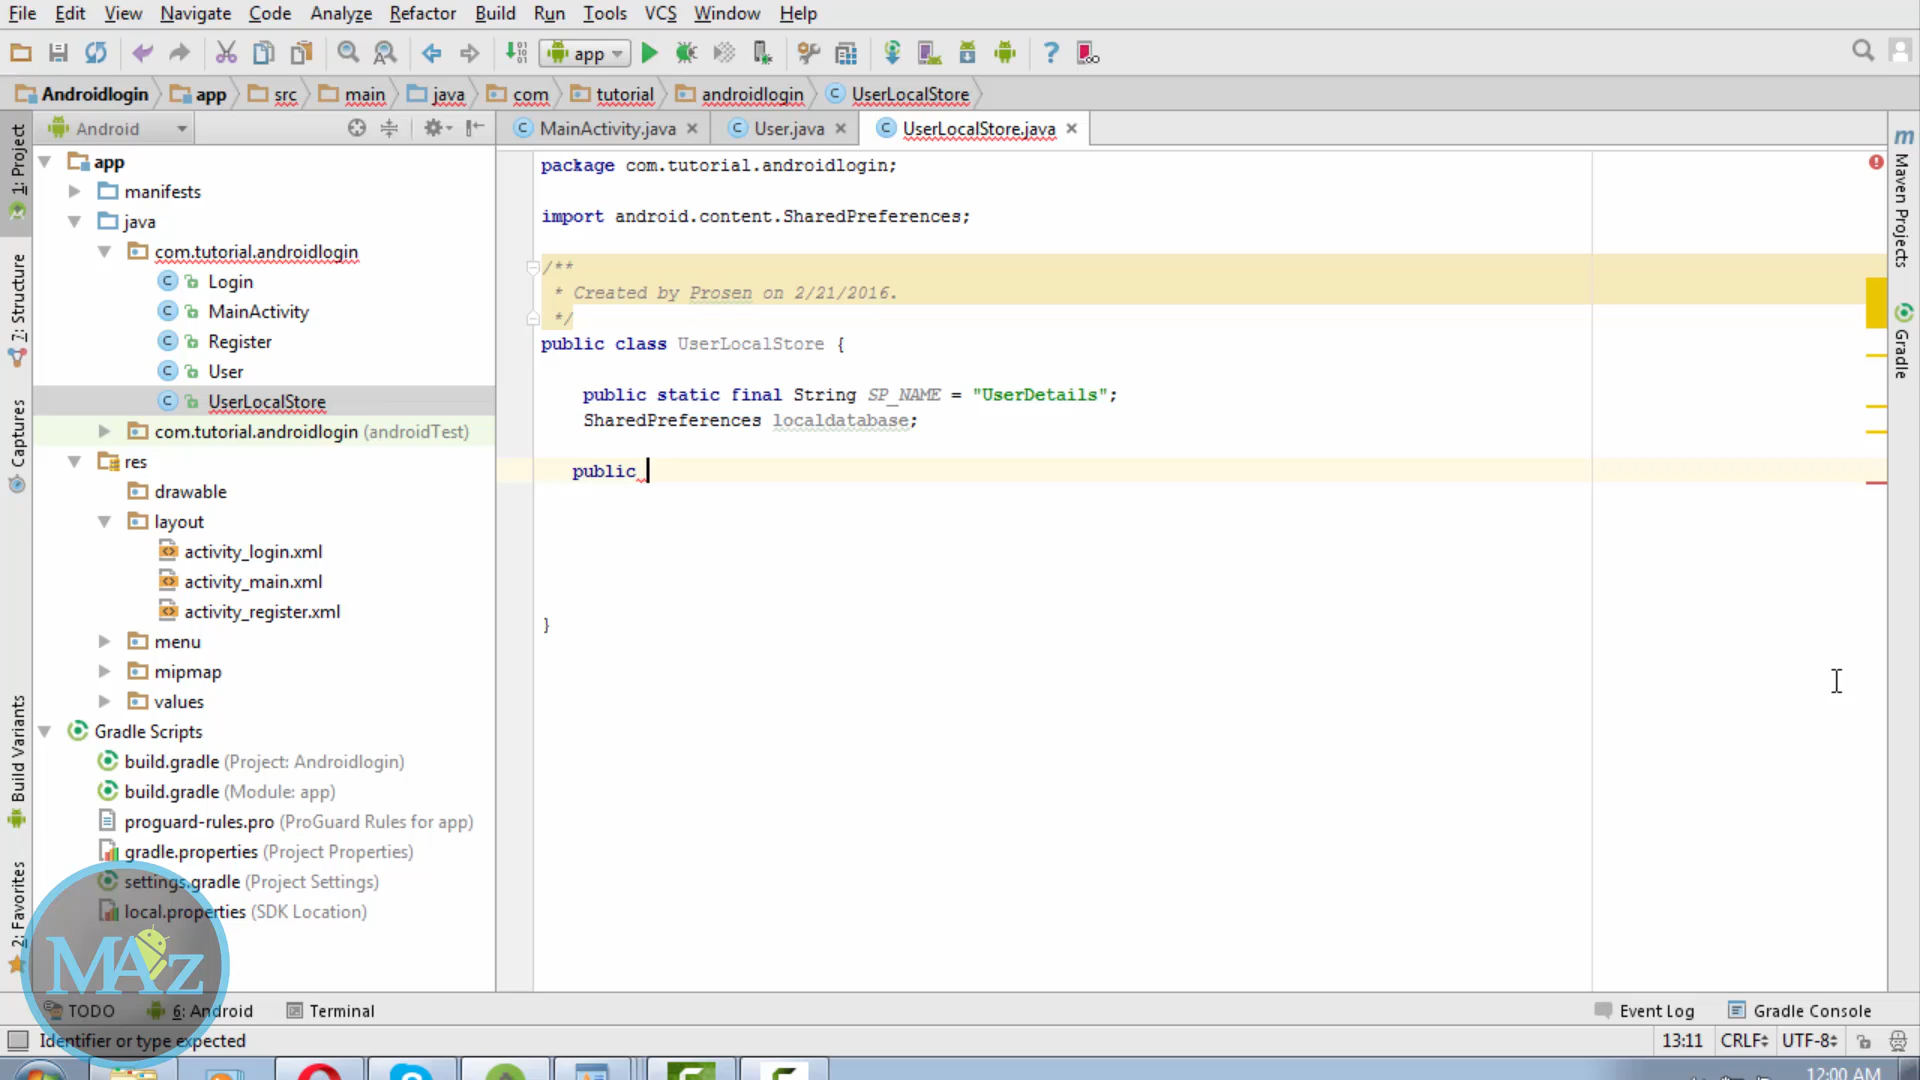 File Edit View Navigate Code Analyze Refactor Build Run Tools VCS Window Help
app
Androidlogin app src main java com tutorial androidlogin UserLocalStore
Android
MainActivity.java User.java UserLocalStore.java
1: Project
7: Structure
Captures
Build Variants
2: Favorites
app
manifests
java
com.tutorial.androidlogin
Login
MainActivity
Register
User
UserLocalStore
com.tutorial.androidlogin (androidTest)
res
drawable
layout
activity_login.xml
activity_main.xml
activity_register.xml
menu
mipmap
values
Gradle Scripts
build.gradle (Project: Androidlogin)
build.gradle (Module: app)
proguard-rules.pro (ProGuard Rules for app)
gradle.properties (Project Properties)
settings.gradle (Project Settings)
local.properties (SDK Location)
package com.tutorial.androidlogin;
import android.content.SharedPreferences;
/**
* Created by Prosen on 2/21/2016.
*/
public class UserLocalStore {
public static final String SP_NAME = "UserDetails";
SharedPreferences localdatabase;
public
}
m Maven Projects
Gradle
MAz
TODO 6: Android Terminal Event Log Gradle Console
Identifier or type expected 13:11 CRLF UTF-8
12:00 AM